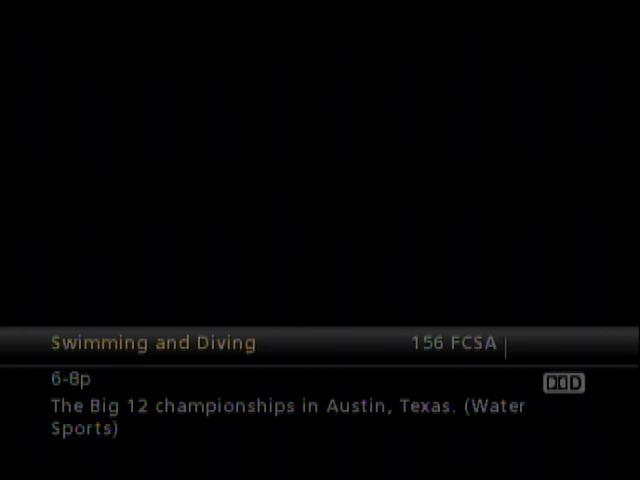 Swimming and Diving 156 FCSA
6-8p
The Big 12 championships in Austin, Texas. (Water
Sports)